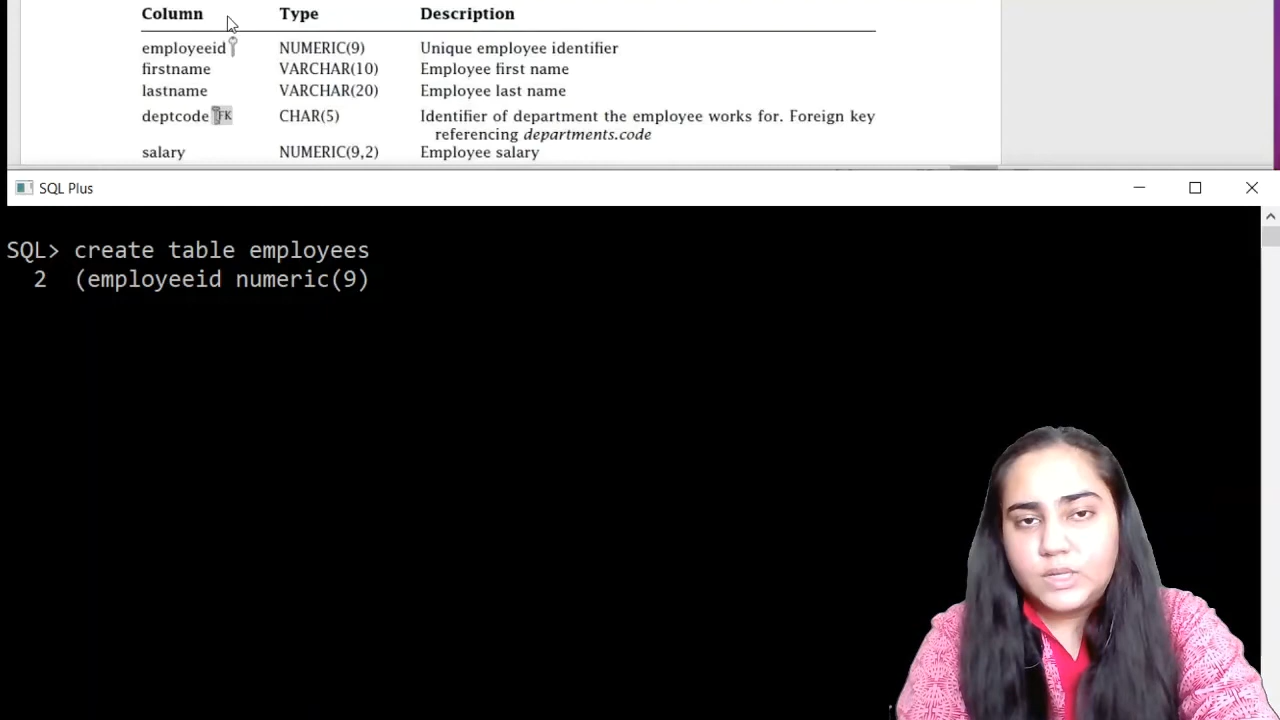 Column Type Description
employeeid NUMERIC(9) Unique employee identifier
firstname VARCHAR(10) Employee first name
lastname VARCHAR(20) Employee last name
deptcode FK CHAR(5) Identifier of department the employee works for. Foreign key
referencing departments.code
salary NUMERIC(9,2) Employee salary
SQL Plus
SQL> create table employees
2 (employeeid numeric(9)